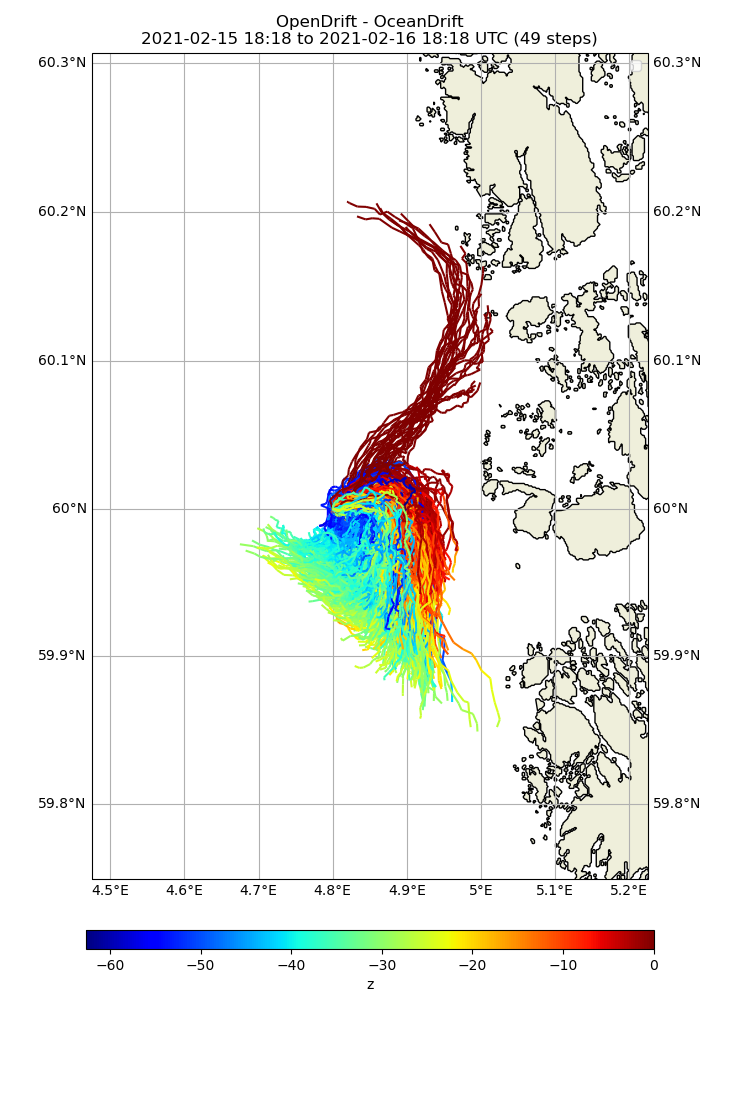 OpenDrift - OceanDrift
2021-02-15 18:18 to 2021-02-16 18:18 UTC (49 steps)
60.3°N 60.3°N
60.2°N 60.2°N
60.1°N 60.1°N
60°N 60°N
59.9°N 59.9°N
59.8°N 59.8°N
4.5°E 4.6°E 4.7°E 4.8°E 4.9°E 5°E 5.1°E 5.2°E
−60 −50 −40 −30 −20 −10 0
z